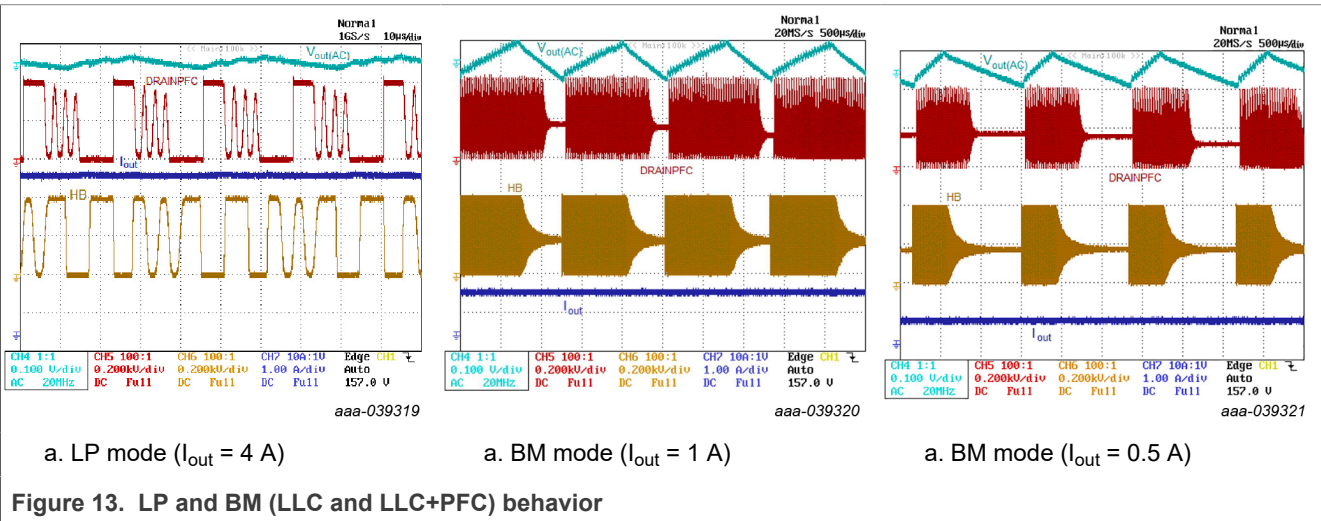 Normal
1GS/s 10µs/div
<< Main:100k >>
Vout(AC)
DRAINPFC
Iout
HB
CH4 1:1 CH5 100:1 CH6 100:1 CH7 10A:1V Edge CH1
0.100 V/div 0.200kV/div 0.200kV/div 1.00 A/div Auto
AC 20MHz DC Full DC Full DC Full 157.0 V
aaa-039319
a. LP mode (Iout = 4 A)
Normal
20MS/s 500µs/div
<< Main:100k >>
Vout(AC)
DRAINPFC
HB
Iout
CH4 1:1 CH5 100:1 CH6 100:1 CH7 10A:1V Edge CH1
0.100 V/div 0.200kV/div 0.200kV/div 1.00 A/div Auto
AC 20MHz DC Full DC Full DC Full 157.0 V
aaa-039320
a. BM mode (Iout = 1 A)
Normal
20MS/s 500µs/div
<< Main:100k >>
Vout(AC)
DRAINPFC
HB
Iout
CH4 1:1 CH5 100:1 CH6 100:1 CH7 10A:1V Edge CH1
0.100 V/div 0.200kV/div 0.200kV/div 1.00 A/div Auto
AC 20MHz DC Full DC Full DC Full 157.0 V
aaa-039321
a. BM mode (Iout = 0.5 A)
Figure 13. LP and BM (LLC and LLC+PFC) behavior